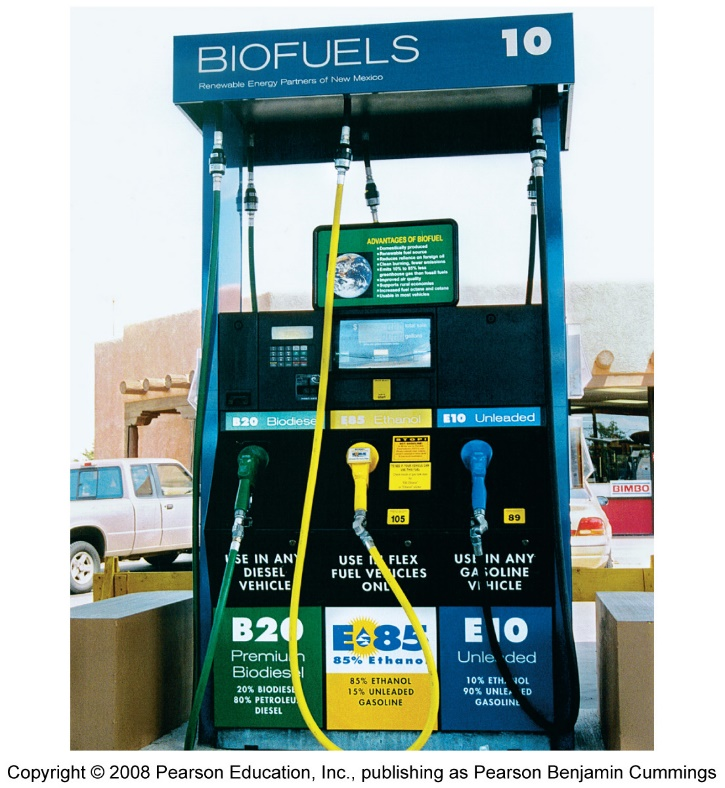 BIOFUELS
10
Renewable Energy Partners of New Mexico
ADVANTAGES OF BIOFUEL
•Domestically produced
•Renewable fuel source
•Reduces reliance on foreign oil
•Clean burning, fewer emissions
•Emits 10% to 85% less
greenhouse gas than fossil fuels
•Improved air quality
•Supports rural economies
•Increased fuel octane and cetane
•Usable in most vehicles
B20 Biodiesel
E85 Ethanol
E10 Unleaded
STOP!
105
89
BIMBO
USE IN ANY
DIESEL
VEHICLE
USE IN FLEX
FUEL VEHICLES
ONLY
USE IN ANY
GASOLINE
VEHICLE
B20
Premium
Biodiesel
20% BIODIESEL
80% PETROLEUM
DIESEL
E85
85% Ethanol
85% ETHANOL
15% UNLEADED
GASOLINE
E10
Unleaded
10% ETHANOL
90% UNLEADED
GASOLINE
Copyright © 2008 Pearson Education, Inc., publishing as Pearson Benjamin Cummings